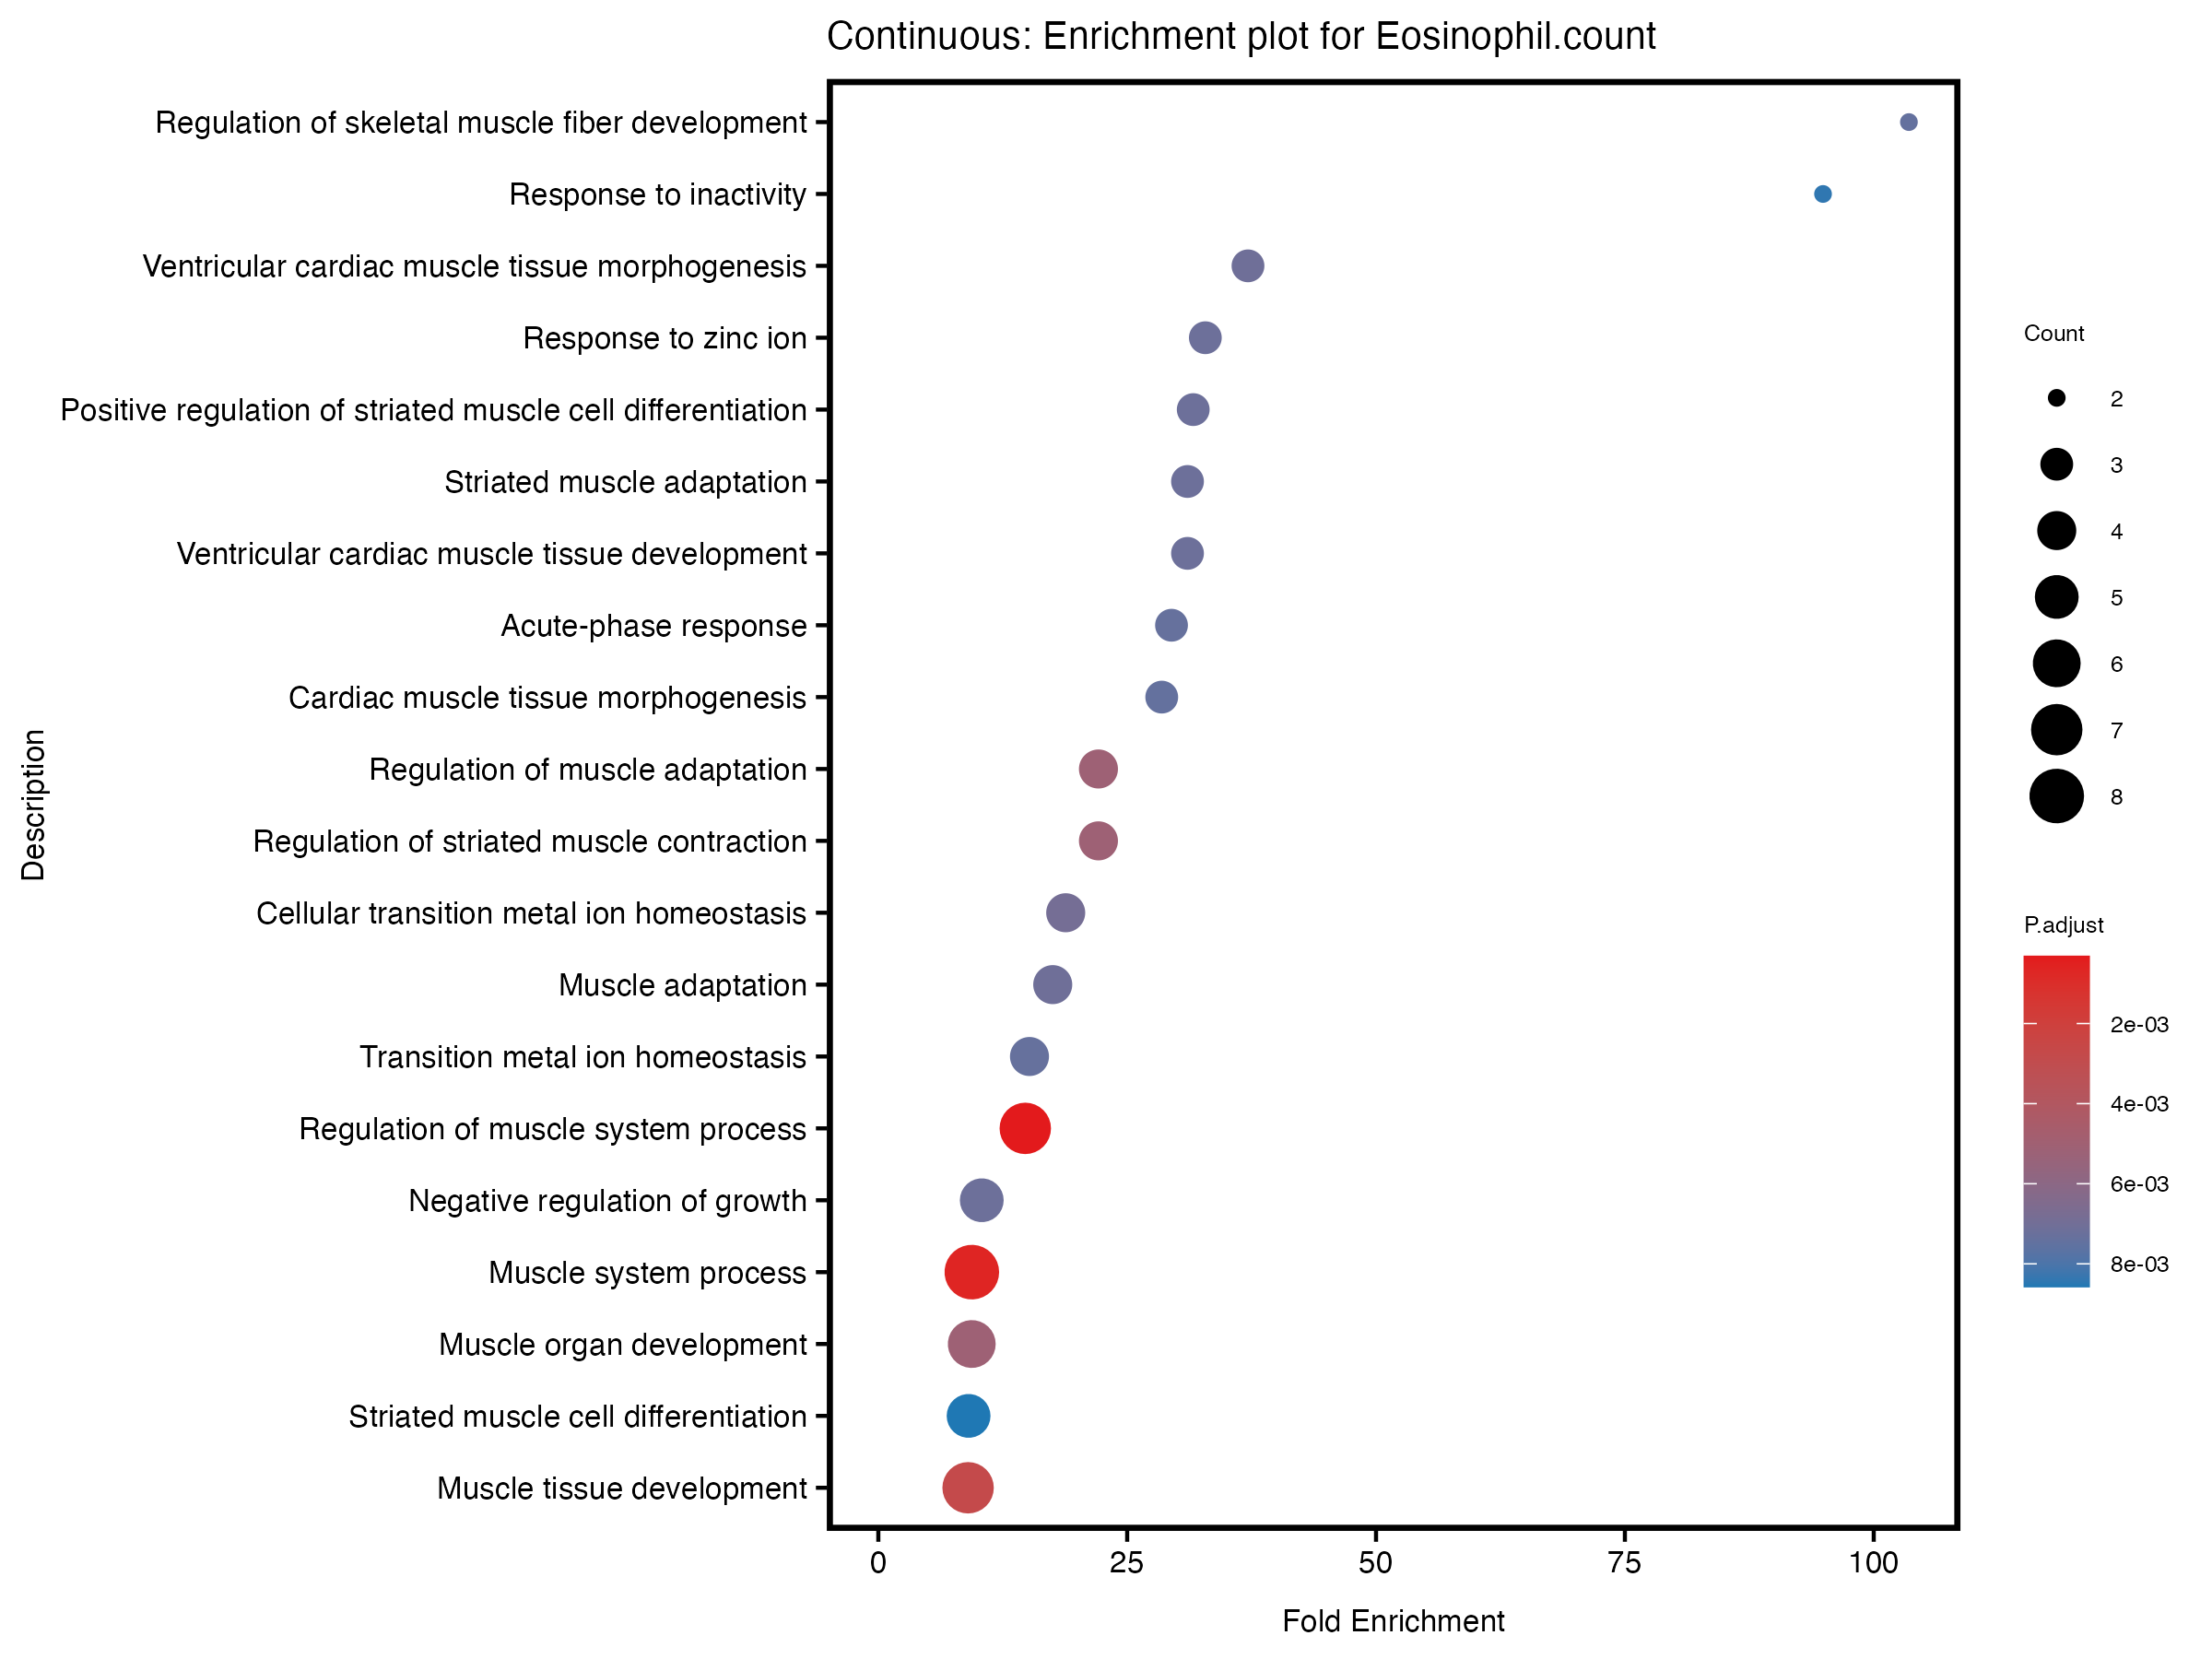 Continuous: Enrichment plot for Eosinophil.count
Description
Regulation of skeletal muscle fiber development
Response to inactivity
Ventricular cardiac muscle tissue morphogenesis
Response to zinc ion
Positive regulation of striated muscle cell differentiation
Striated muscle adaptation
Ventricular cardiac muscle tissue development
Acute-phase response
Cardiac muscle tissue morphogenesis
Regulation of muscle adaptation
Regulation of striated muscle contraction
Cellular transition metal ion homeostasis
Muscle adaptation
Transition metal ion homeostasis
Regulation of muscle system process
Negative regulation of growth
Muscle system process
Muscle organ development
Striated muscle cell differentiation
Muscle tissue development
0 25 50 75 100
Fold Enrichment
Count
2
3
4
5
6
7
8
P.adjust
2e-03
4e-03
6e-03
8e-03